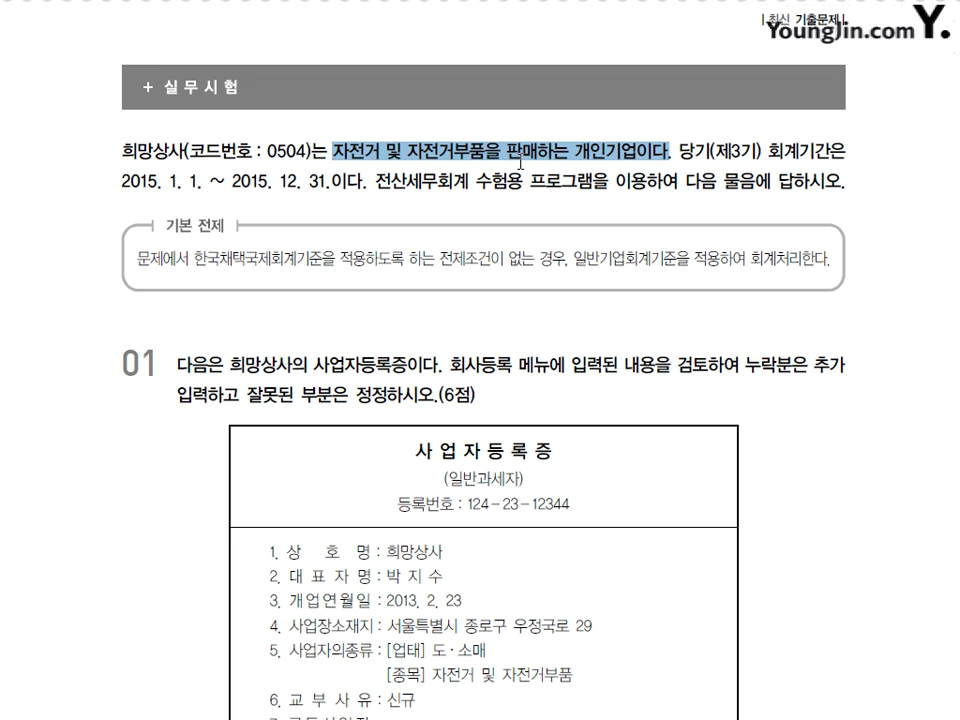 | 최신 기출문제 |
YoungJin.com Y.
+ 실무시험
희망상사(코드번호 : 0504)는 자전거 및 자전거부품을 판매하는 개인기업이다. 당기(제3기) 회계기간은
2015. 1. 1. ~ 2015. 12. 31.이다. 전산세무회계 수험용 프로그램을 이용하여 다음 물음에 답하시오.
기본 전제
문제에서 한국채택국제회계기준을 적용하도록 하는 전제조건이 없는 경우, 일반기업회계기준을 적용하여 회계처리한다.
01 다음은 희망상사의 사업자등록증이다. 회사등록 메뉴에 입력된 내용을 검토하여 누락분은 추가
입력하고 잘못된 부분은 정정하시오.(6점)
사 업 자 등 록 증
(일반과세자)
등록번호 : 124-23-12344
1. 상 호 명 : 희망상사
2. 대 표 자 명 : 박 지 수
3. 개업연월일 : 2013. 2. 23
4. 사업장소재지 : 서울특별시 종로구 우정국로 29
5. 사업자의종류 : [업태] 도·소매
[종목] 자전거 및 자전거부품
6. 교 부 사 유 : 신규